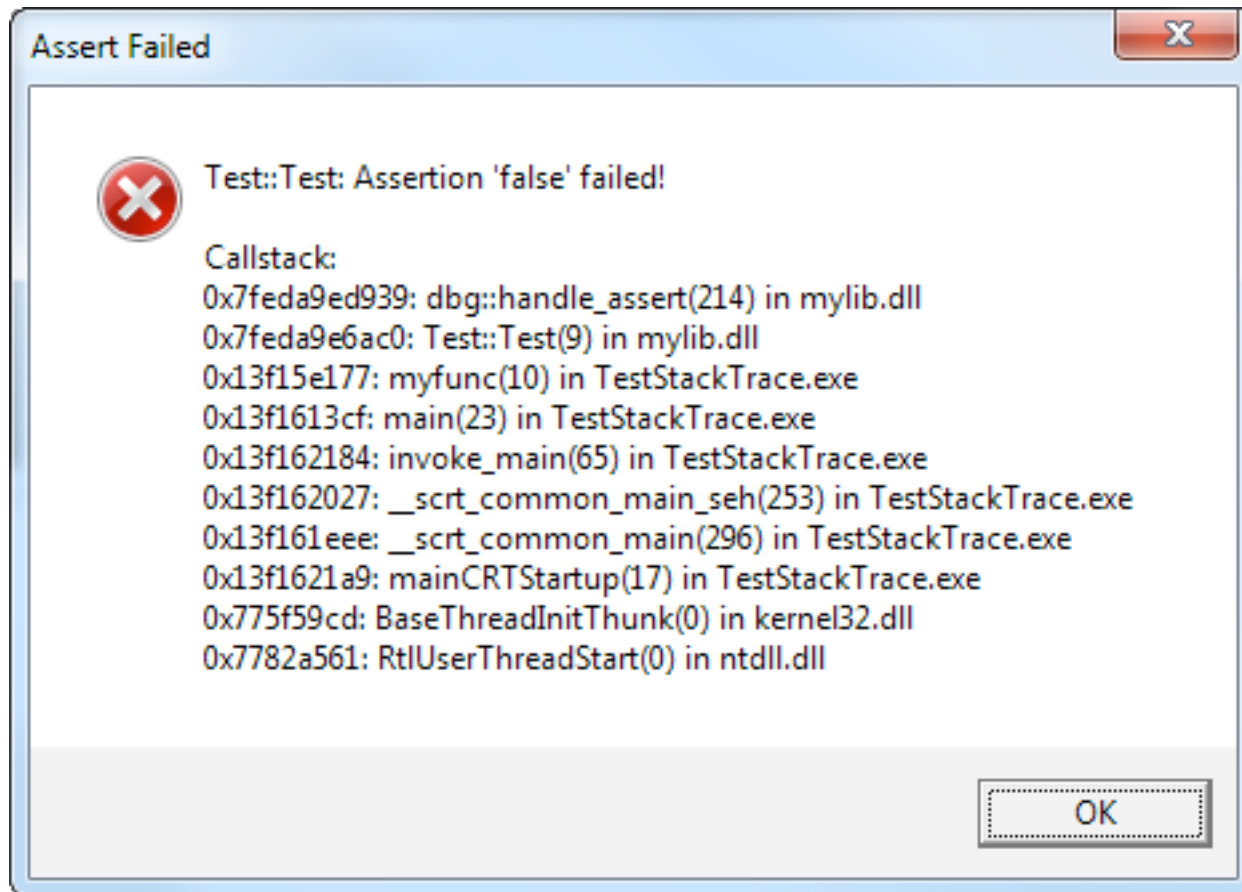 Assert Failed
Test::Test: Assertion 'false' failed!
Callstack:
0x7feda9ed939: dbg::handle_assert(214) in mylib.dll
0x7feda9e6ac0: Test::Test(9) in mylib.dll
0x13f15e177: myfunc(10) in TestStackTrace.exe
0x13f1613cf: main(23) in TestStackTrace.exe
0x13f162184: invoke_main(65) in TestStackTrace.exe
0x13f162027: __scrt_common_main_seh(253) in TestStackTrace.exe
0x13f161eee: __scrt_common_main(296) in TestStackTrace.exe
0x13f1621a9: mainCRTStartup(17) in TestStackTrace.exe
0x775f59cd: BaseThreadInitThunk(0) in kernel32.dll
0x7782a561: RtlUserThreadStart(0) in ntdll.dll
OK